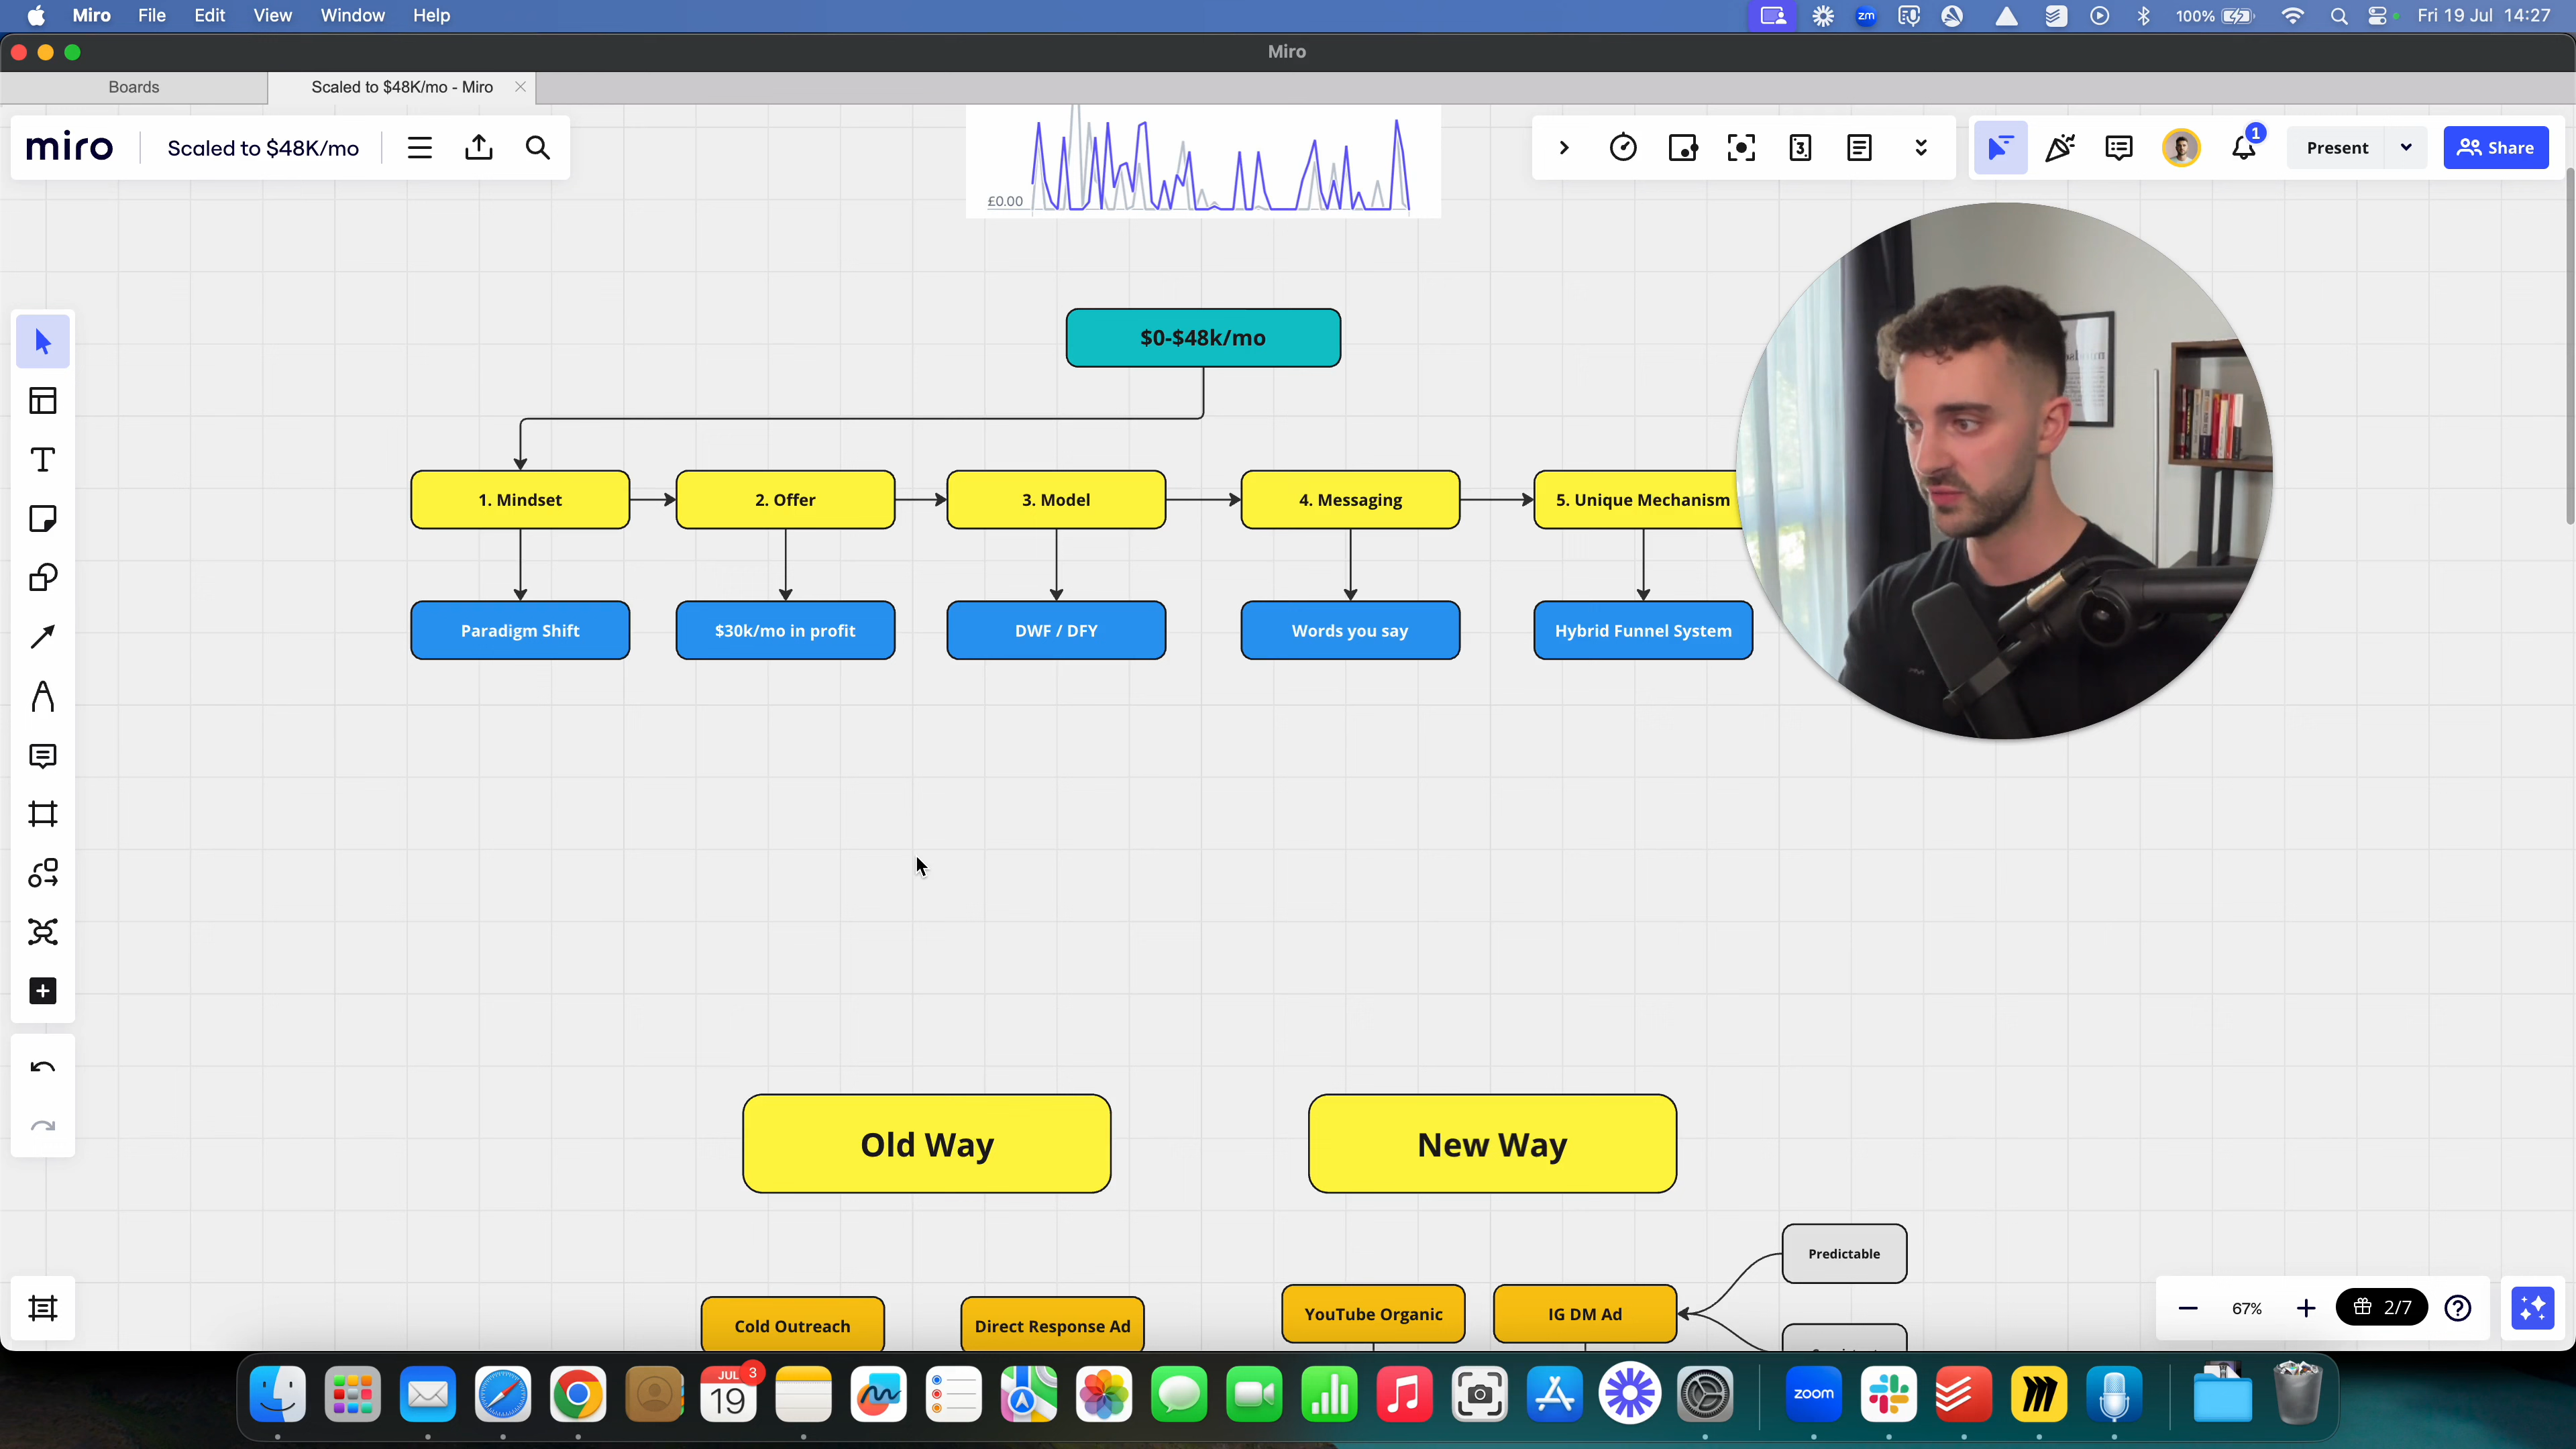 Miro File Edit View Window Help
zm 100% Fri 19 Jul 14:27
Miro
Boards
Scaled to $48K/mo - Miro
miro
Scaled to $48K/mo
3
1
Present
Share
£0.00
$0-$48k/mo
1. Mindset
2. Offer
3. Model
4. Messaging
5. Unique Mechanism
Paradigm Shift
$30k/mo in profit
DWF / DFY
Words you say
Hybrid Funnel System
Old Way
New Way
Predictable
Cold Outreach
Direct Response Ad
YouTube Organic
IG DM Ad
67%
2/7
JUL
3
19
zoom